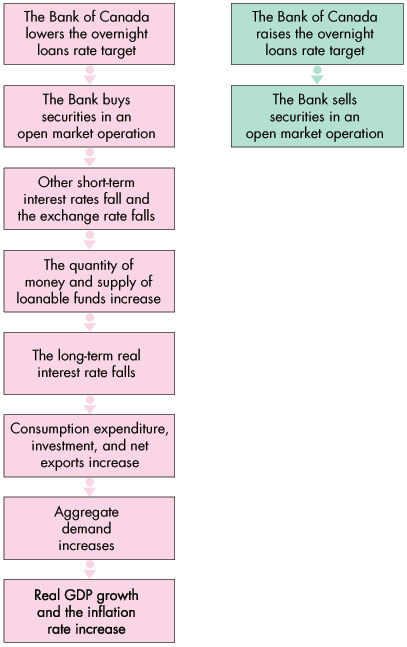 The Bank of Canada
lowers the overnight
loans rate target
The Bank buys
securities in an
open market operation
Other short-term
interest rates fall and
the exchange rate falls
The quantity of
money and supply of
loanable funds increase
The long-term real
interest rate falls
Consumption expenditure,
investment, and net
exports increase
Aggregate
demand
increases
Real GDP growth
and the inflation
rate increase
The Bank of Canada
raises the overnight
loans rate target
The Bank sells
securities in an
open market operation